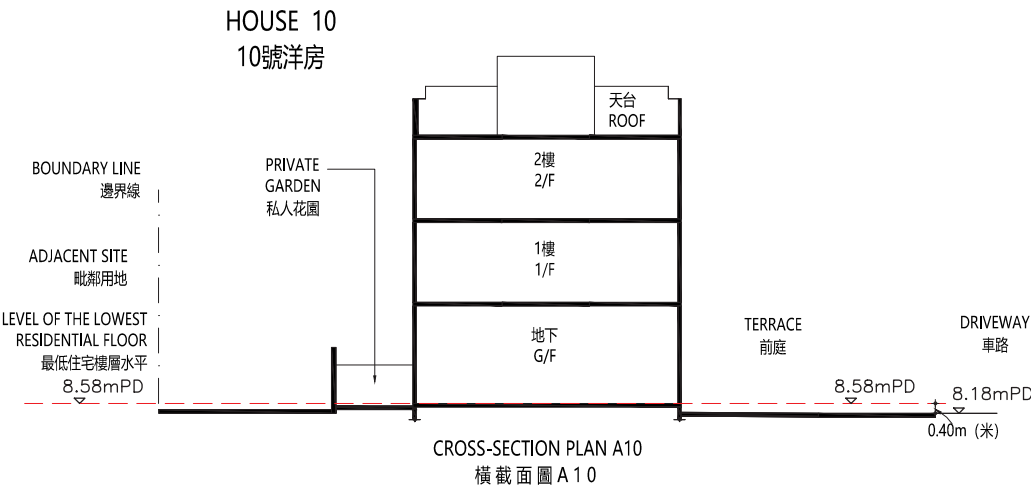 HOUSE 10
10號洋房
天台
ROOF
2樓
2/F
1樓
1/F
地下
G/F
BOUNDARY LINE
邊界線
PRIVATE
GARDEN
私人花園
ADJACENT SITE
毗鄰用地
LEVEL OF THE LOWEST
RESIDENTIAL FLOOR
最低住宅樓層水平
8.58mPD
TERRACE
前庭
8.58mPD
DRIVEWAY
車路
8.18mPD
0.40m (米)
CROSS-SECTION PLAN A10
橫截面圖A10